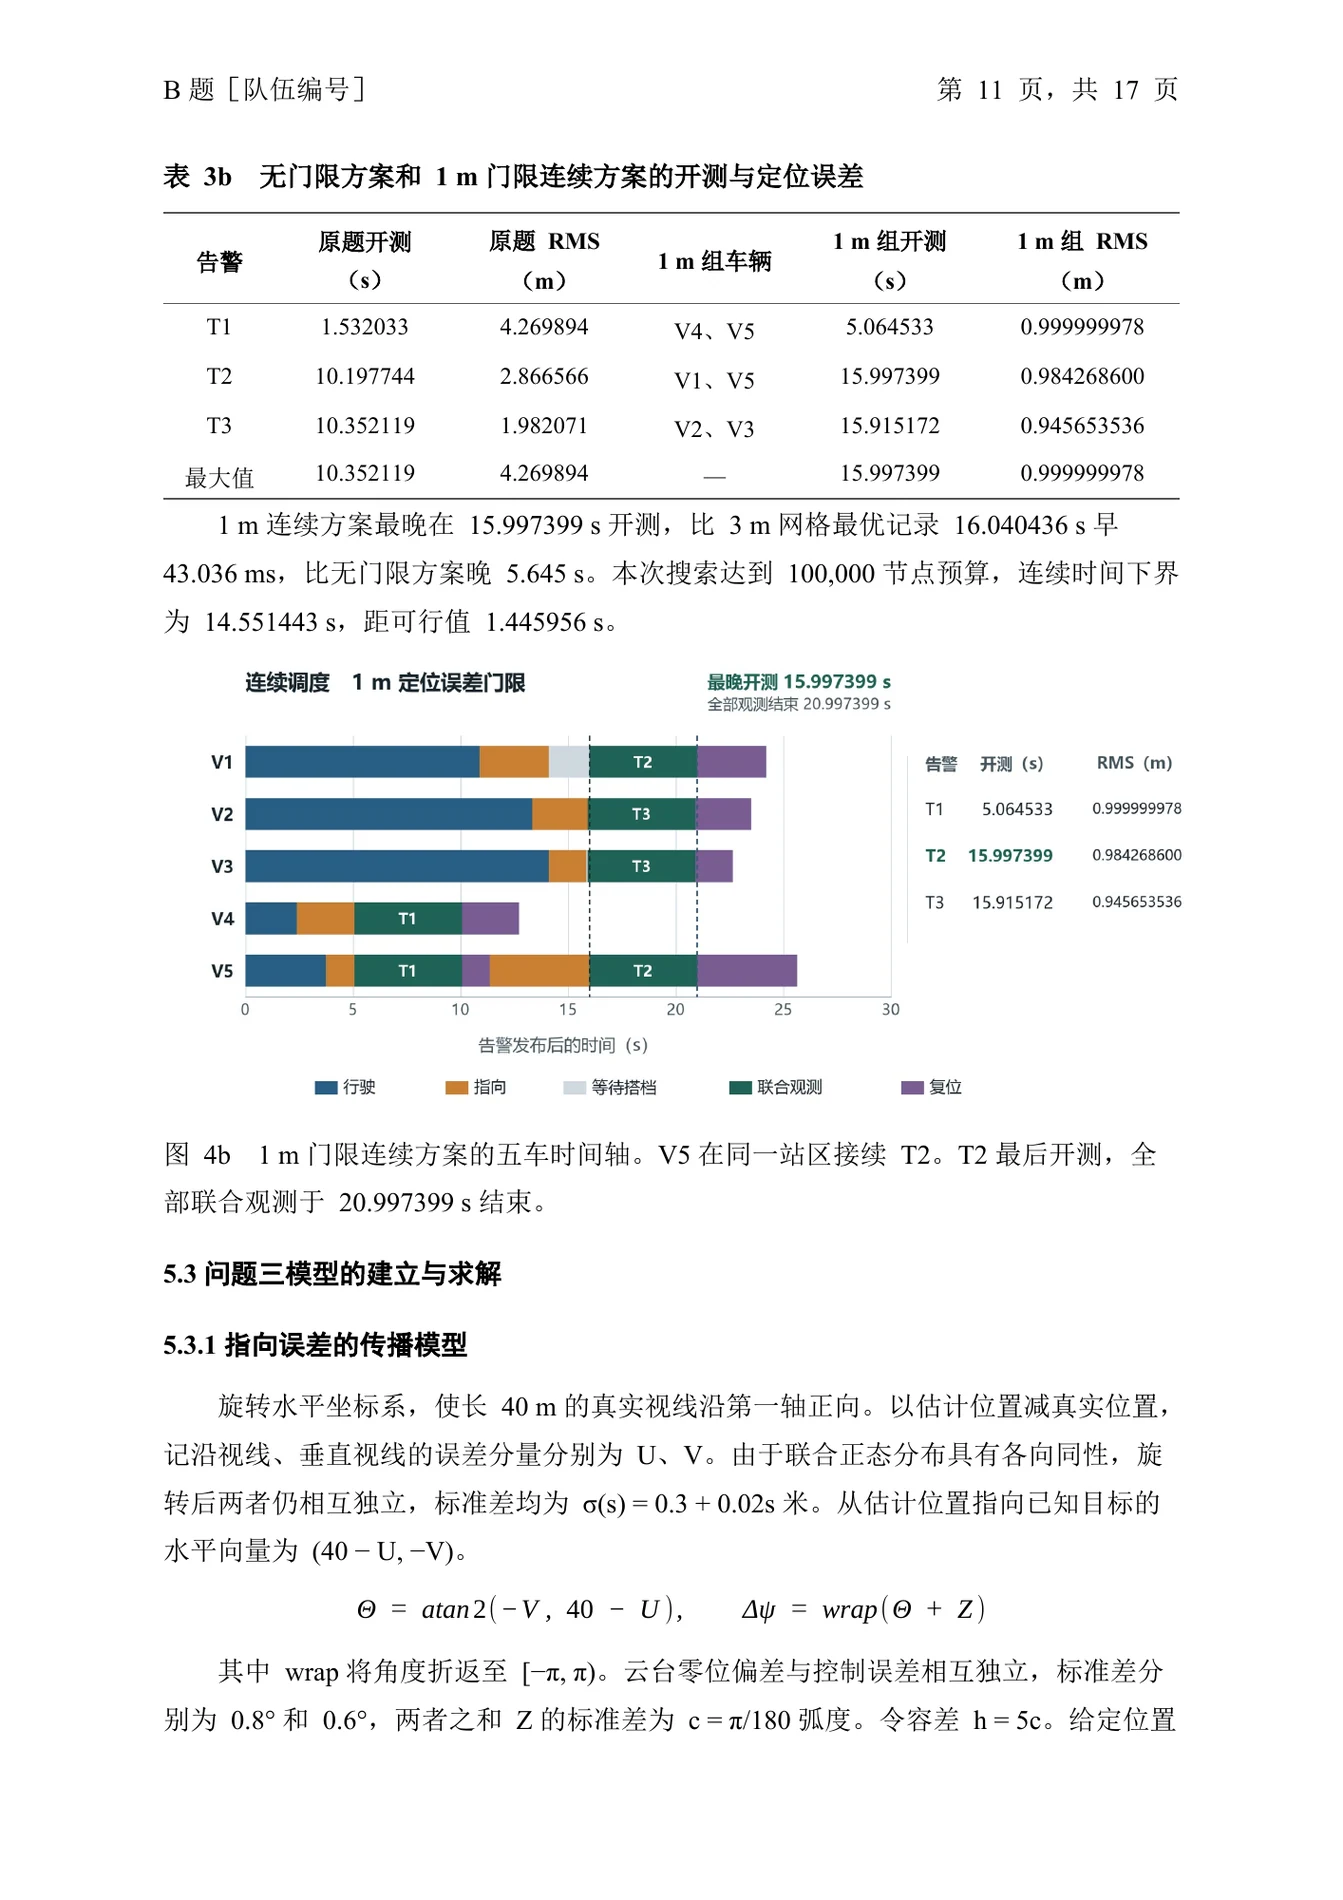 B 题［队伍编号］ 第 11 页，共 17 页
表 3b 无门限方案和 1 m 门限连续方案的开测与定位误差
告警 原题开测（s） 原题 RMS（m） 1 m 组车辆 1 m 组开测（s） 1 m 组 RMS（m）
T1 1.532033 4.269894 V4、V5 5.064533 0.999999978
T2 10.197744 2.866566 V1、V5 15.997399 0.984268600
T3 10.352119 1.982071 V2、V3 15.915172 0.945653536
最大值 10.352119 4.269894 — 15.997399 0.999999978
1 m 连续方案最晚在 15.997399 s 开测，比 3 m 网格最优记录 16.040436 s 早
43.036 ms，比无门限方案晚 5.645 s。本次搜索达到 100,000 节点预算，连续时间下界
为 14.551443 s，距可行值 1.445956 s。
连续调度 1 m 定位误差门限
最晚开测 15.997399 s
全部观测结束 20.997399 s
V1 T2
V2 T3
V3 T3
V4 T1
V5 T1 T2
0 5 10 15 20 25 30
告警发布后的时间（s）
告警 开测（s） RMS（m）
T1 5.064533 0.999999978
T2 15.997399 0.984268600
T3 15.915172 0.945653536
行驶 指向 等待搭档 联合观测 复位
图 4b 1 m 门限连续方案的五车时间轴。V5 在同一站区接续 T2。T2 最后开测，全
部联合观测于 20.997399 s 结束。
5.3 问题三模型的建立与求解
5.3.1 指向误差的传播模型
旋转水平坐标系，使长 40 m 的真实视线沿第一轴正向。以估计位置减真实位置，
记沿视线、垂直视线的误差分量分别为 U、V。由于联合正态分布具有各向同性，旋
转后两者仍相互独立，标准差均为 σ(s) = 0.3 + 0.02s 米。从估计位置指向已知目标的
水平向量为 (40 − U, −V)。
Θ = atan2(−V, 40 − U), Δψ = wrap(Θ + Z)
其中 wrap 将角度折返至 [−π, π)。云台零位偏差与控制误差相互独立，标准差分
别为 0.8° 和 0.6°，两者之和 Z 的标准差为 c = π/180 弧度。令容差 h = 5c。给定位置